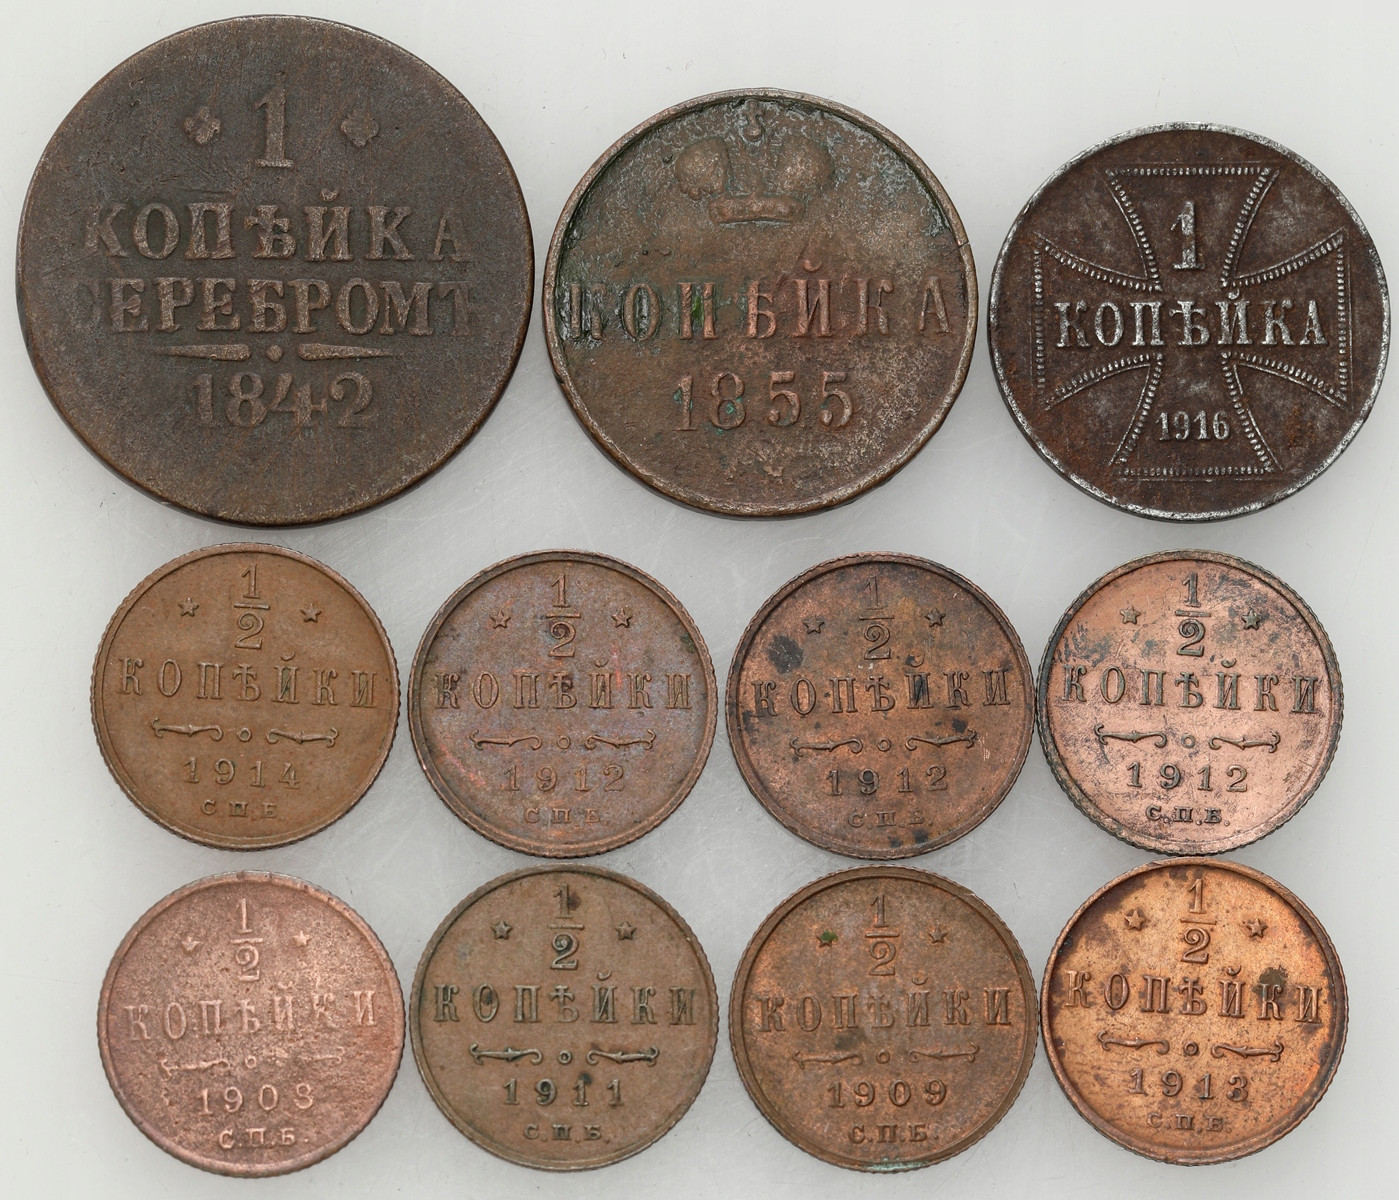 1
КОПѢЙКА
СЕРЕБРОМЪ
1842
КОПѢЙКА
1855
1
КОПѢЙКА
1916
1/2
КОПѢЙКИ
1914
С.П.Б.
1/2
КОПѢЙКИ
1912
С.П.Б.
1/2
КОПѢЙКИ
1912
С.П.Б.
1/2
КОПѢЙКИ
1912
С.П.Б.
1/2
КОПѢЙКИ
1908
С.П.Б.
1/2
КОПѢЙКИ
1911
С.П.Б.
1/2
КОПѢЙКИ
1909
С.П.Б.
1/2
КОПѢЙКИ
1913
С.П.Б.